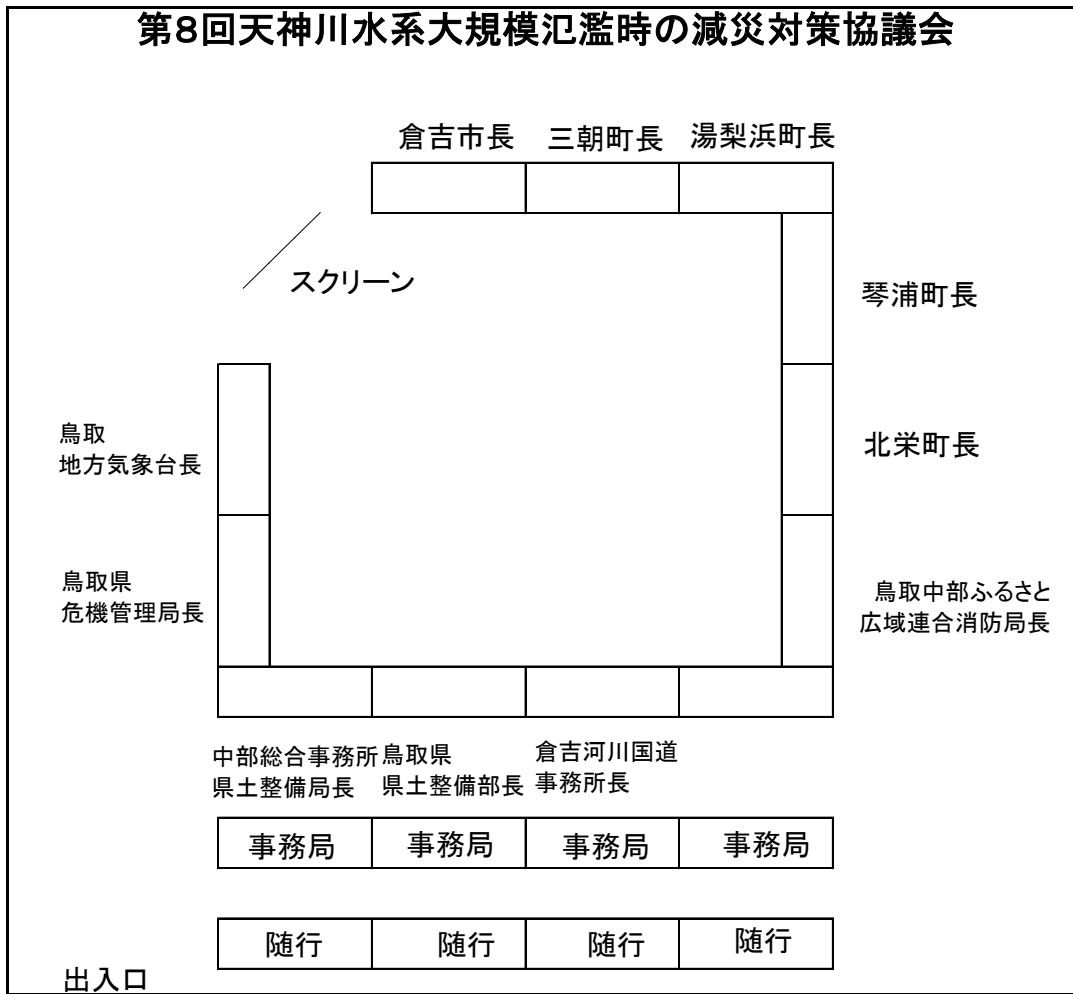 第8回天神川水系大規模氾濫時の減災対策協議会
倉吉市長 三朝町長 湯梨浜町長
スクリーン
琴浦町長
鳥取
地方気象台長
北栄町長
鳥取県
危機管理局長
鳥取中部ふるさと
広域連合消防局長
中部総合事務所
県土整備局長
鳥取県
県土整備部長
倉吉河川国道
事務所長
事務局 事務局 事務局 事務局
随行 随行 随行 随行
出入口